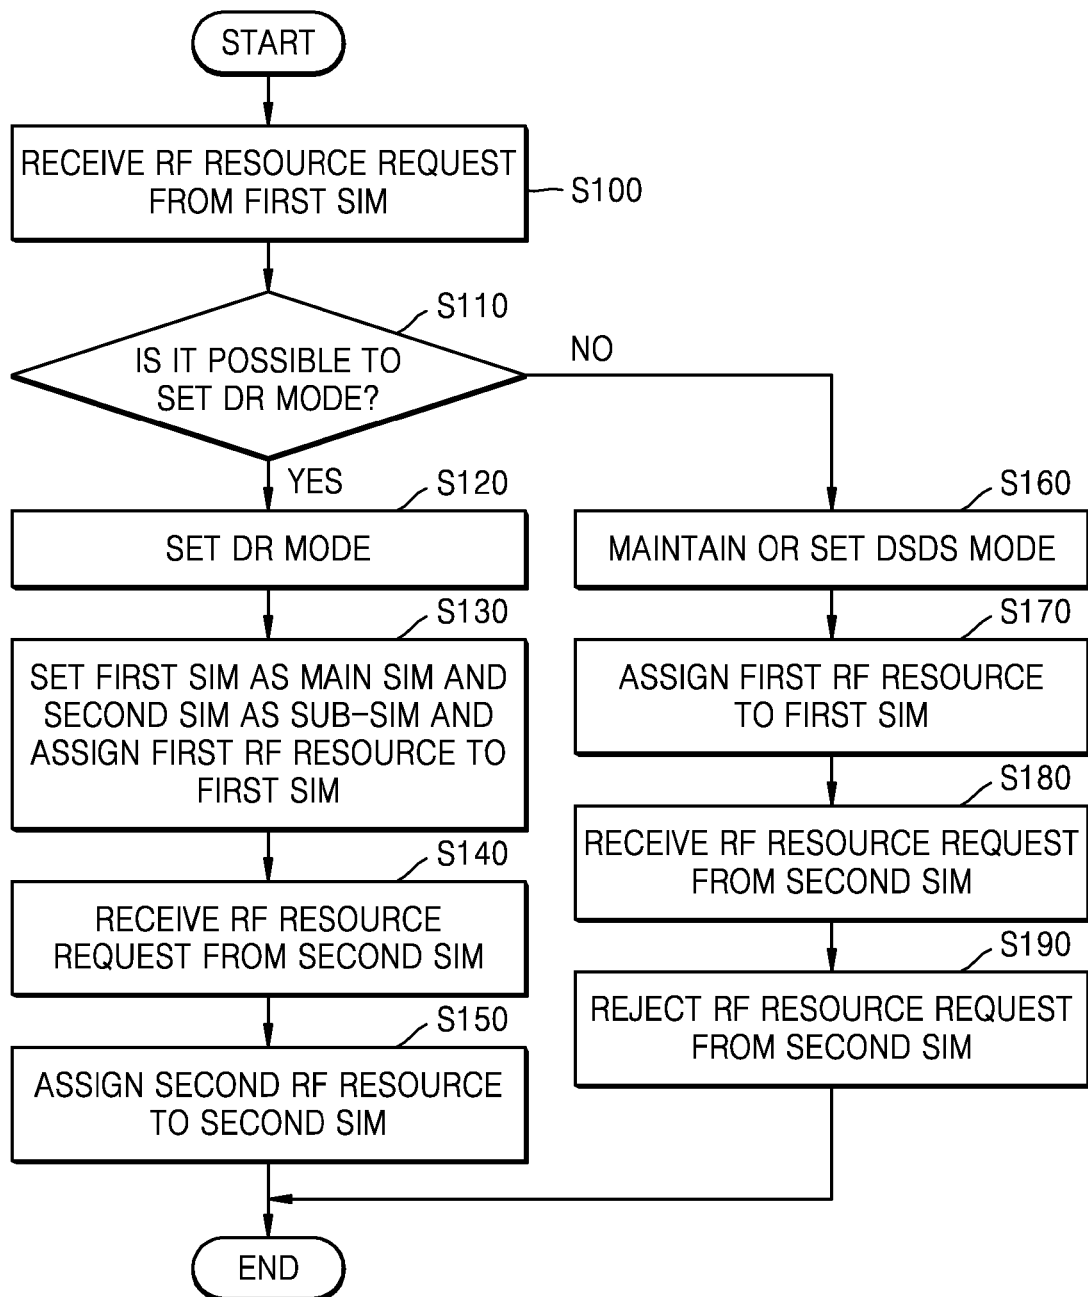 START
RECEIVE RF RESOURCE REQUEST
FROM FIRST SIM
S100
S110
IS IT POSSIBLE TO
SET DR MODE?
NO
YES
S120
SET DR MODE
S130
SET FIRST SIM AS MAIN SIM AND
SECOND SIM AS SUB-SIM AND
ASSIGN FIRST RF RESOURCE TO
FIRST SIM
S140
RECEIVE RF RESOURCE
REQUEST FROM SECOND SIM
S150
ASSIGN SECOND RF RESOURCE
TO SECOND SIM
S160
MAINTAIN OR SET DSDS MODE
S170
ASSIGN FIRST RF RESOURCE
TO FIRST SIM
S180
RECEIVE RF RESOURCE REQUEST
FROM SECOND SIM
S190
REJECT RF RESOURCE REQUEST
FROM SECOND SIM
END